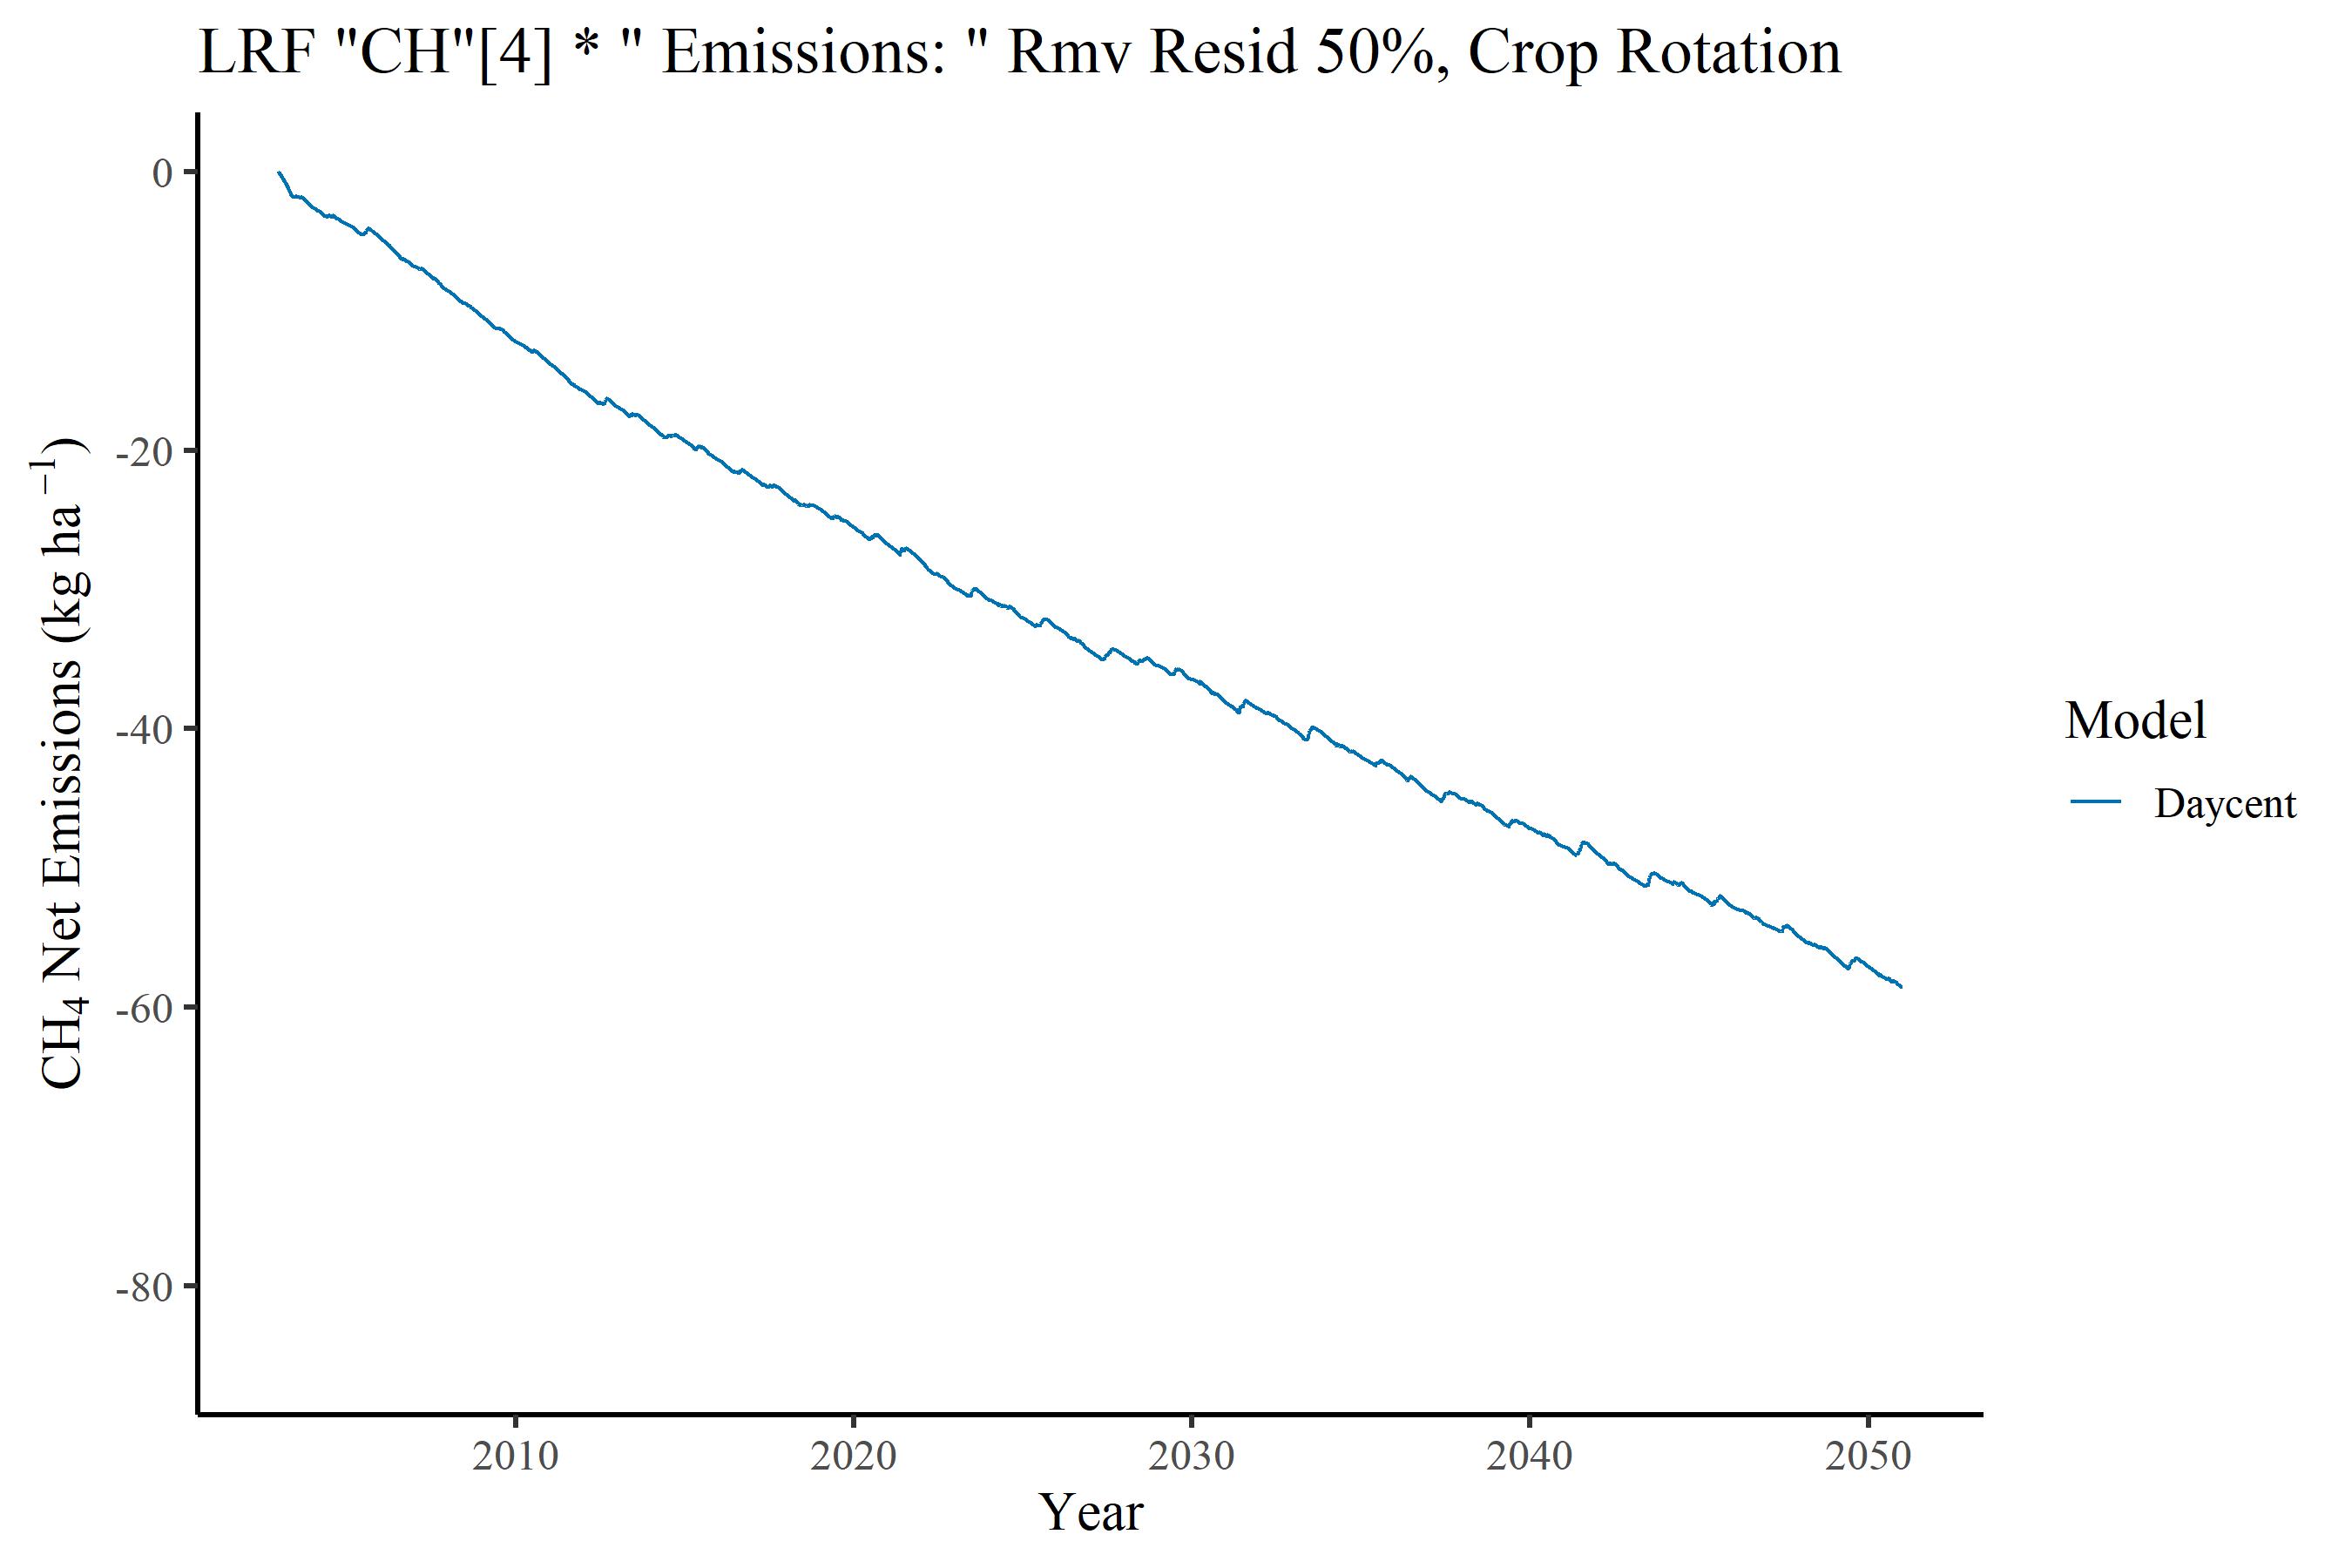 LRF "CH"[4] * " Emissions: " Rmv Resid 50%, Crop Rotation
CH₄ Net Emissions (kg ha ⁻¹)
0
-20
-40
-60
-80
2010 2020 2030 2040 2050
Year
Model
Daycent